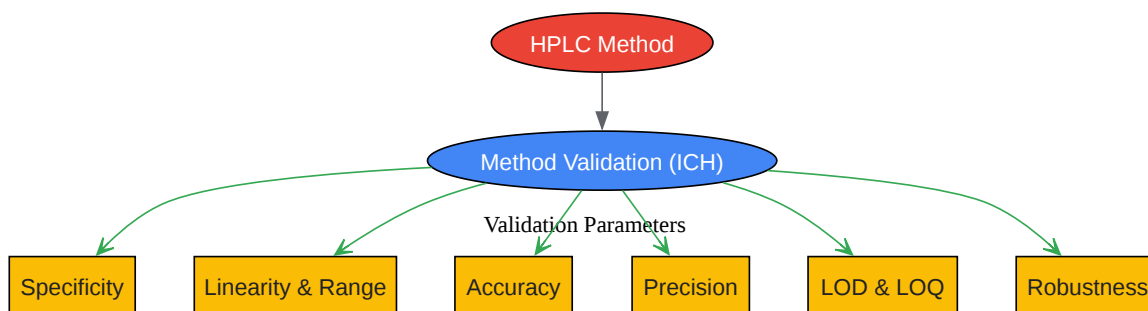 HPLC Method
Method Validation (ICH)
Validation Parameters
Specificity
Linearity & Range
Accuracy
Precision
LOD & LOQ
Robustness